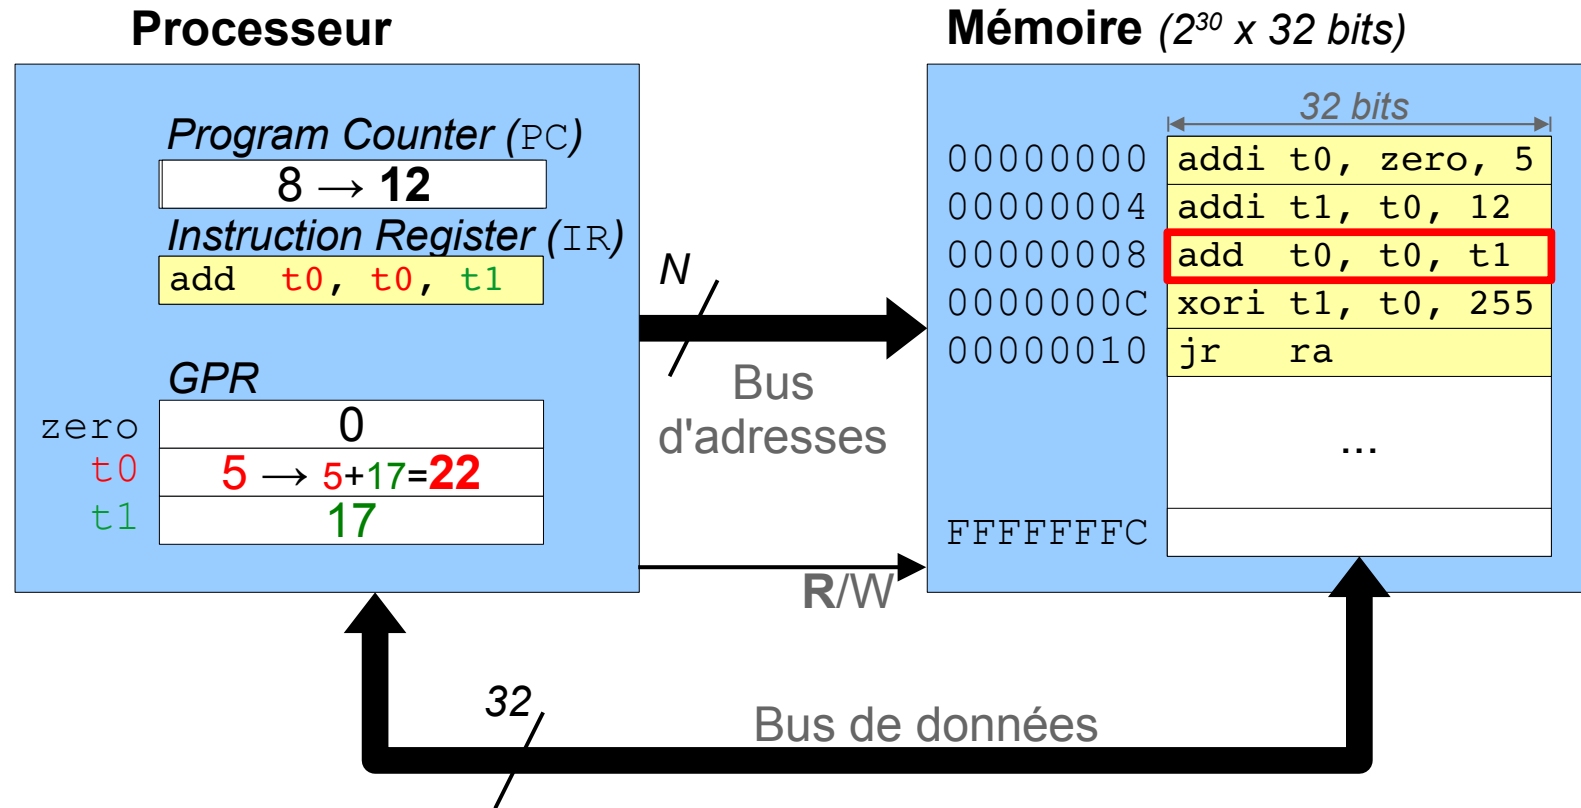 Processeur
Program Counter (PC)
8 → 12
Instruction Register (IR)
add t0, t0, t1
GPR
zero 0
t0 5 → 5+17=22
t1 17
N
Bus
d'adresses
R/W
32
Bus de données
Mémoire (2³⁰ x 32 bits)
32 bits
00000000 addi t0, zero, 5
00000004 addi t1, t0, 12
00000008 add t0, t0, t1
0000000C xori t1, t0, 255
00000010 jr ra
...
FFFFFFFC